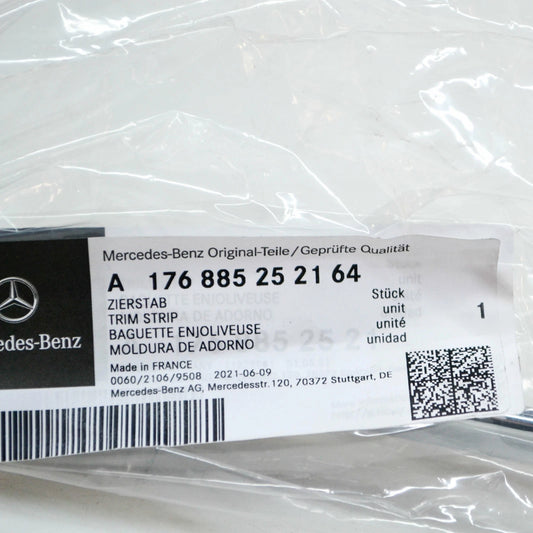 Mercedes-Benz Original-Teile/Geprüfte Qualität
A 176 885 25 21 64
ZIERSTAB
TRIM STRIP
BAGUETTE ENJOLIVEUSE
MOLDURA DE ADORNO
Stück
unit
unité
unidad
1
Made in FRANCE
0060/2106/9508 2021-06-09
Mercedes-Benz AG, Mercedesstr.120, 70372 Stuttgart, DE
edes-Benz